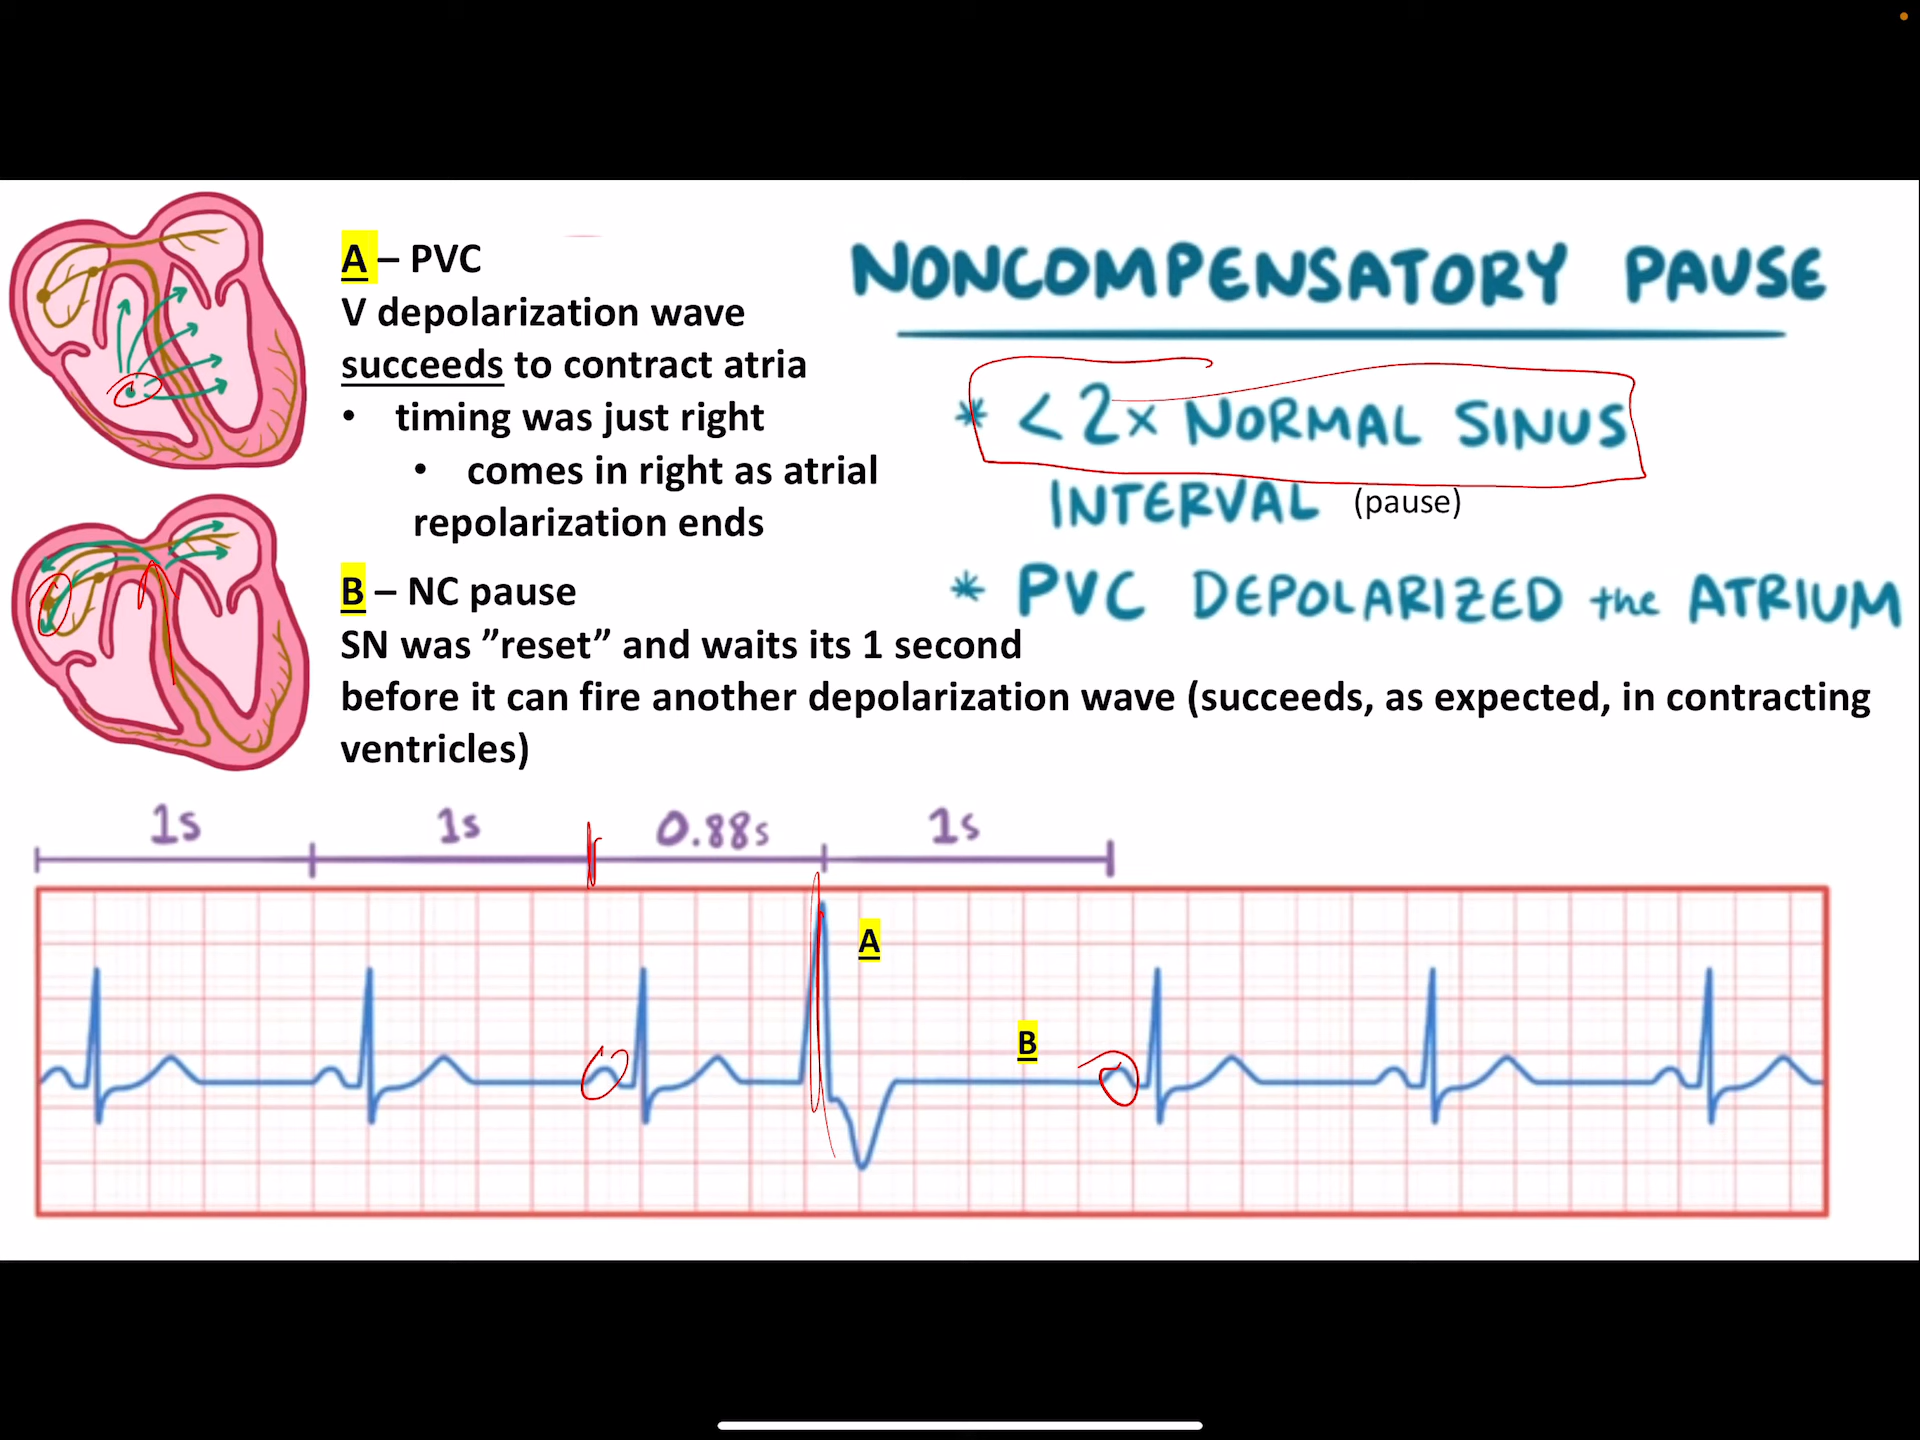 A – PVC
V depolarization wave
succeeds to contract atria
• timing was just right
• comes in right as atrial
repolarization ends
B – NC pause
SN was ”reset” and waits its 1 second
before it can fire another depolarization wave (succeeds, as expected, in contracting
ventricles)
NONCOMPENSATORY PAUSE
* < 2x NORMAL SINUS
INTERVAL (pause)
* PVC DEPOLARIZED the ATRIUM
1s 1s 0.88s 1s
A
B